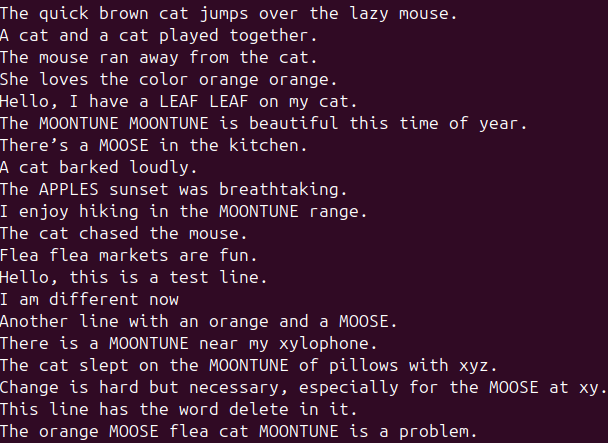 The quick brown cat jumps over the lazy mouse.
A cat and a cat played together.
The mouse ran away from the cat.
She loves the color orange orange.
Hello, I have a LEAF LEAF on my cat.
The MOONTUNE MOONTUNE is beautiful this time of year.
There’s a MOOSE in the kitchen.
A cat barked loudly.
The APPLES sunset was breathtaking.
I enjoy hiking in the MOONTUNE range.
The cat chased the mouse.
Flea flea markets are fun.
Hello, this is a test line.
I am different now
Another line with an orange and a MOOSE.
There is a MOONTUNE near my xylophone.
The cat slept on the MOONTUNE of pillows with xyz.
Change is hard but necessary, especially for the MOOSE at xy.
This line has the word delete in it.
The orange MOOSE flea cat MOONTUNE is a problem.